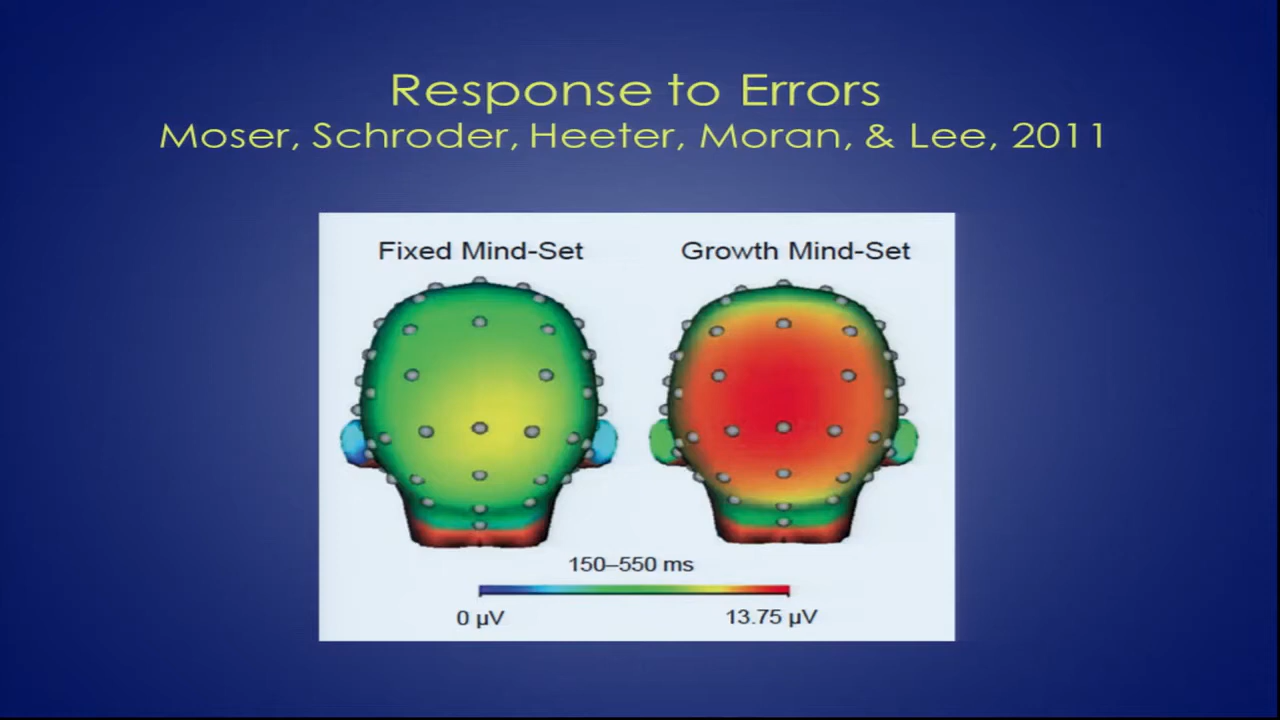 Response to Errors
Moser, Schroder, Heeter, Moran, & Lee, 2011
Fixed Mind-Set
Growth Mind-Set
150–550 ms
0 µV
13.75 µV